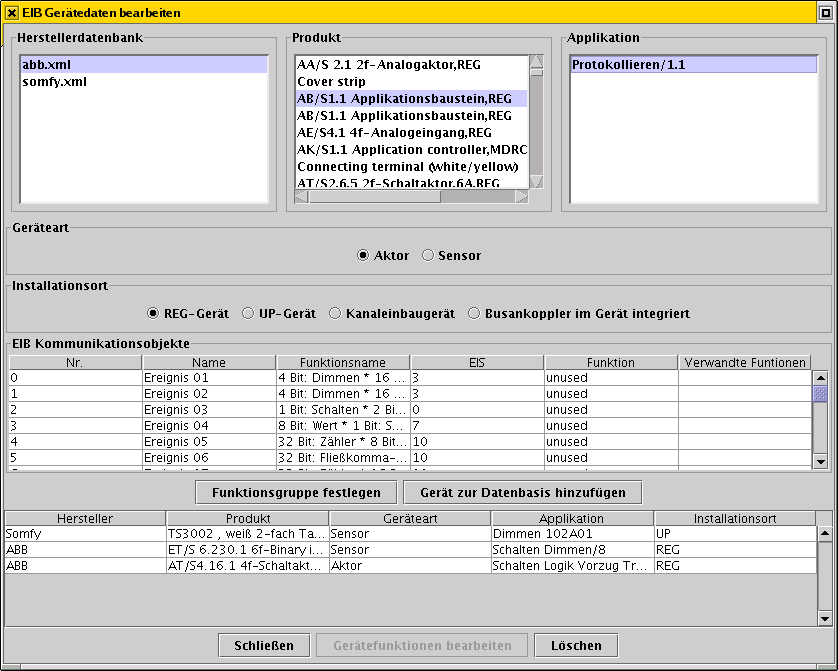 EIB Gerätedaten bearbeiten
Herstellerdatenbank
abb.xml
somfy.xml
Produkt
AA/S 2.1 2f-Analogaktor,REG
Cover strip
AB/S1.1 Applikationsbaustein,REG
AB/S1.1 Applikationsbaustein,REG
AE/S4.1 4f-Analogeingang,REG
AK/S1.1 Application controller,MDRC
Connecting terminal (white/yellow)
AT/S2.6.5 2f-Schaltaktor,6A,REG
Applikation
Protokollieren/1.1
Geräteart
Aktor Sensor
Installationsort
REG-Gerät UP-Gerät Kanaleinbaugerät Busankoppler im Gerät integriert
EIB Kommunikationsobjekte
Nr. Name Funktionsname EIS Funktion Verwandte Funtionen
0 Ereignis 01 4 Bit: Dimmen * 16 ... 3 unused
1 Ereignis 02 4 Bit: Dimmen * 16 ... 3 unused
2 Ereignis 03 1 Bit: Schalten * 2 Bi... 0 unused
3 Ereignis 04 8 Bit: Wert * 1 Bit: S... 7 unused
4 Ereignis 05 32 Bit: Zähler * 8 Bit... 10 unused
5 Ereignis 06 32 Bit: Fließkomma-... 10 unused
Funktionsgruppe festlegen Gerät zur Datenbasis hinzufügen
Hersteller Produkt Geräteart Applikation Installationsort
Somfy TS3002 , weiß 2-fach Ta... Sensor Dimmen 102A01 UP
ABB ET/S 6.230.1 6f-Binary i... Sensor Schalten Dimmen/8 REG
ABB AT/S4.16.1 4f-Schaltakt... Aktor Schalten Logik Vorzug Tr... REG
Schließen Gerätefunktionen bearbeiten Löschen